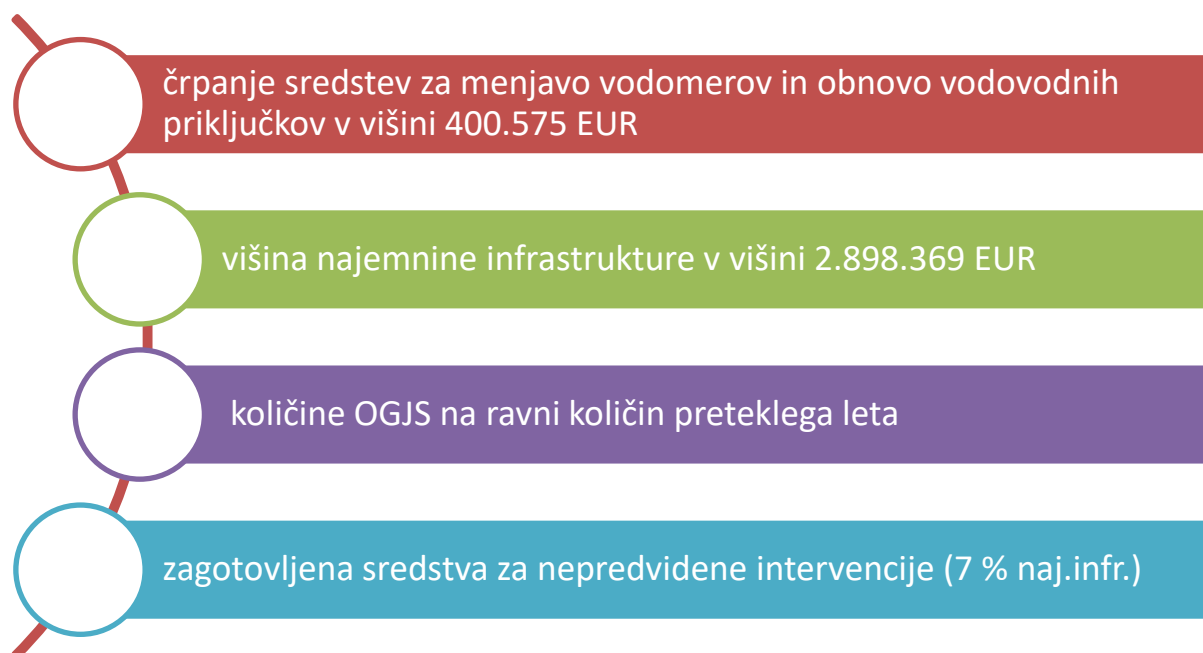 črpanje sredstev za menjavo vodomerov in obnovo vodovodnih
priključkov v višini 400.575 EUR
višina najemnine infrastrukture v višini 2.898.369 EUR
količine OGJS na ravni količin preteklega leta
zagotovljena sredstva za nepredvidene intervencije (7 % naj.infr.)